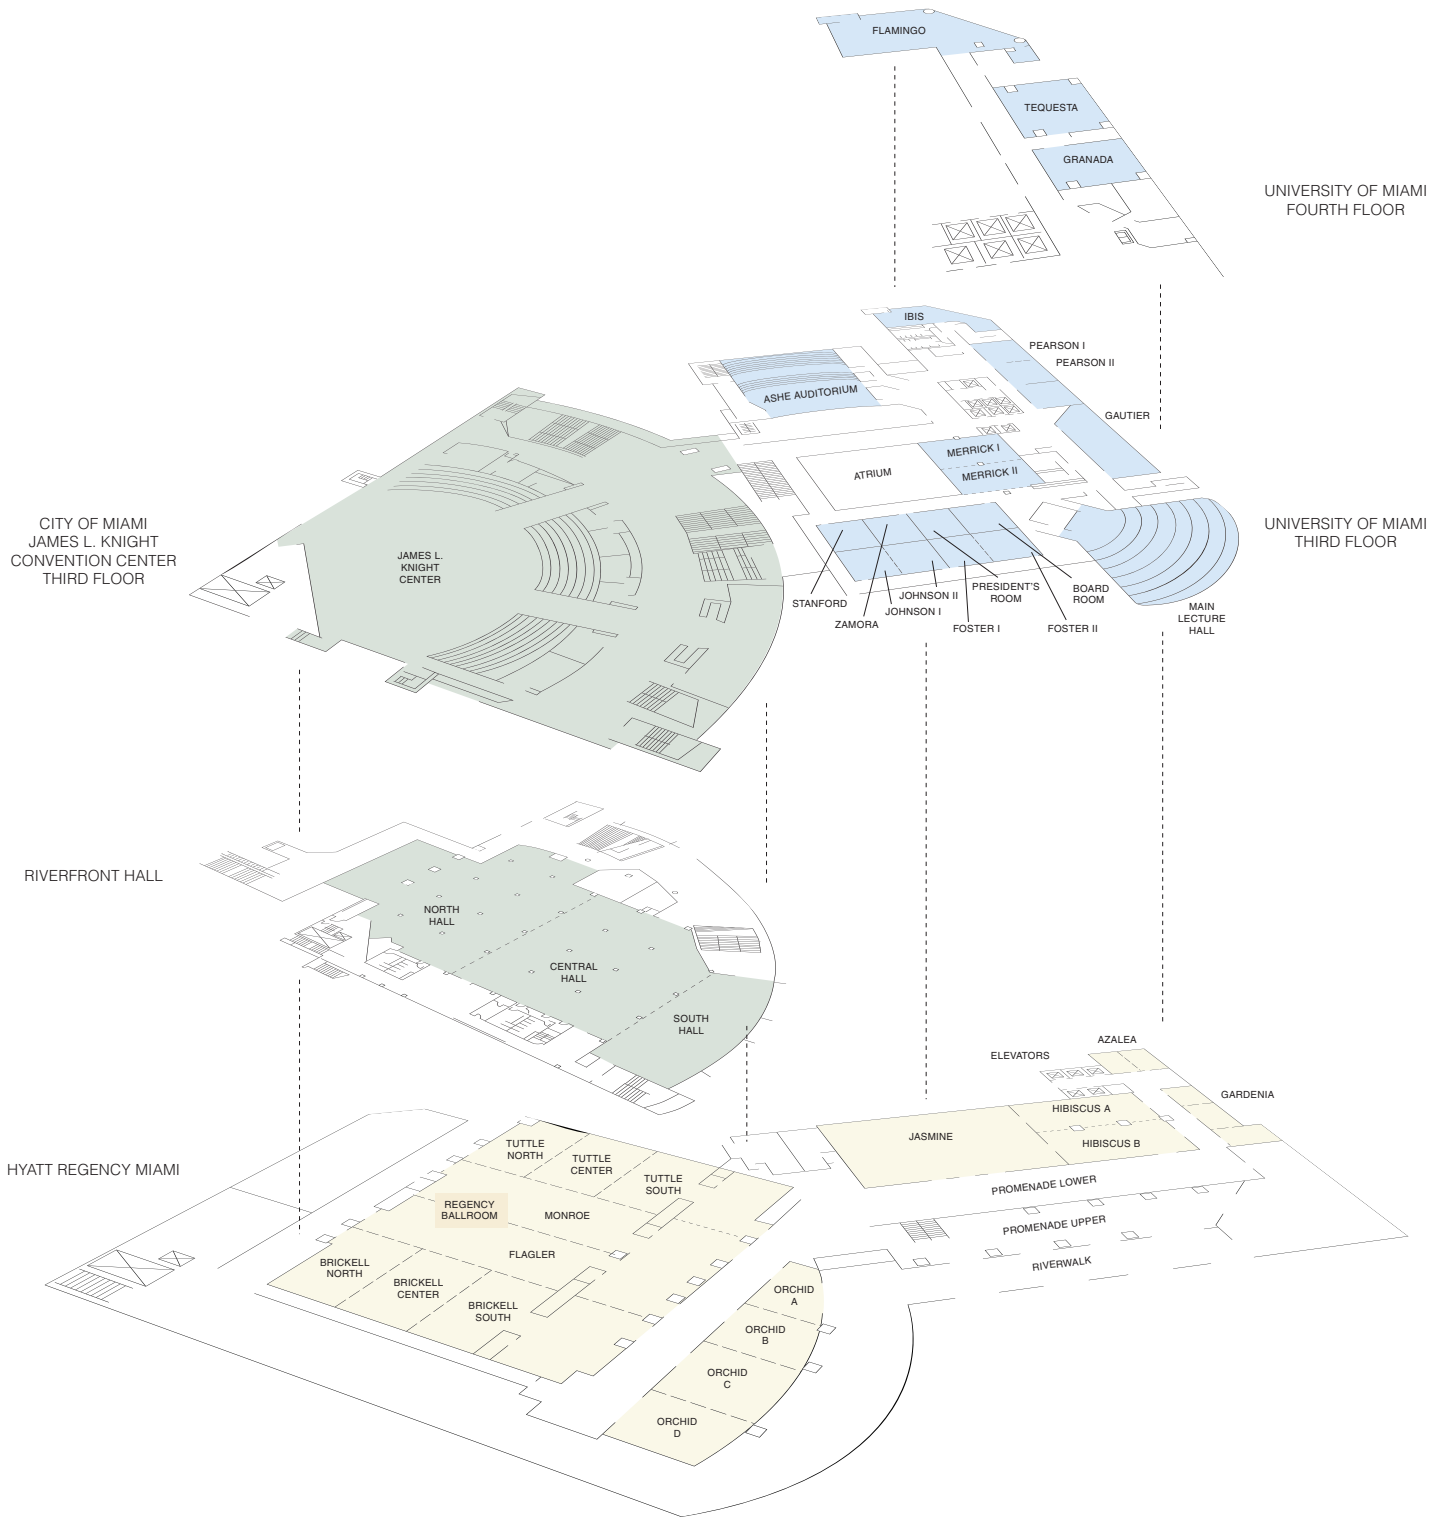 FLAMINGO
TEQUESTA
GRANADA
UNIVERSITY OF MIAMI
FOURTH FLOOR
IBIS
PEARSON I
PEARSON II
ASHE AUDITORIUM
GAUTIER
MERRICK I
MERRICK II
ATRIUM
CITY OF MIAMI
JAMES L. KNIGHT
CONVENTION CENTER
THIRD FLOOR
JAMES L.
KNIGHT
CENTER
UNIVERSITY OF MIAMI
THIRD FLOOR
STANFORD
ZAMORA
JOHNSON I
JOHNSON II
FOSTER I
PRESIDENT'S
ROOM
FOSTER II
BOARD
ROOM
MAIN
LECTURE
HALL
RIVERFRONT HALL
NORTH
HALL
CENTRAL
HALL
SOUTH
HALL
HYATT REGENCY MIAMI
AZALEA
ELEVATORS
GARDENIA
HIBISCUS A
HIBISCUS B
JASMINE
PROMENADE LOWER
PROMENADE UPPER
RIVERWALK
TUTTLE
NORTH
TUTTLE
CENTER
TUTTLE
SOUTH
REGENCY
BALLROOM
MONROE
FLAGLER
BRICKELL
NORTH
BRICKELL
CENTER
BRICKELL
SOUTH
ORCHID
A
ORCHID
B
ORCHID
C
ORCHID
D